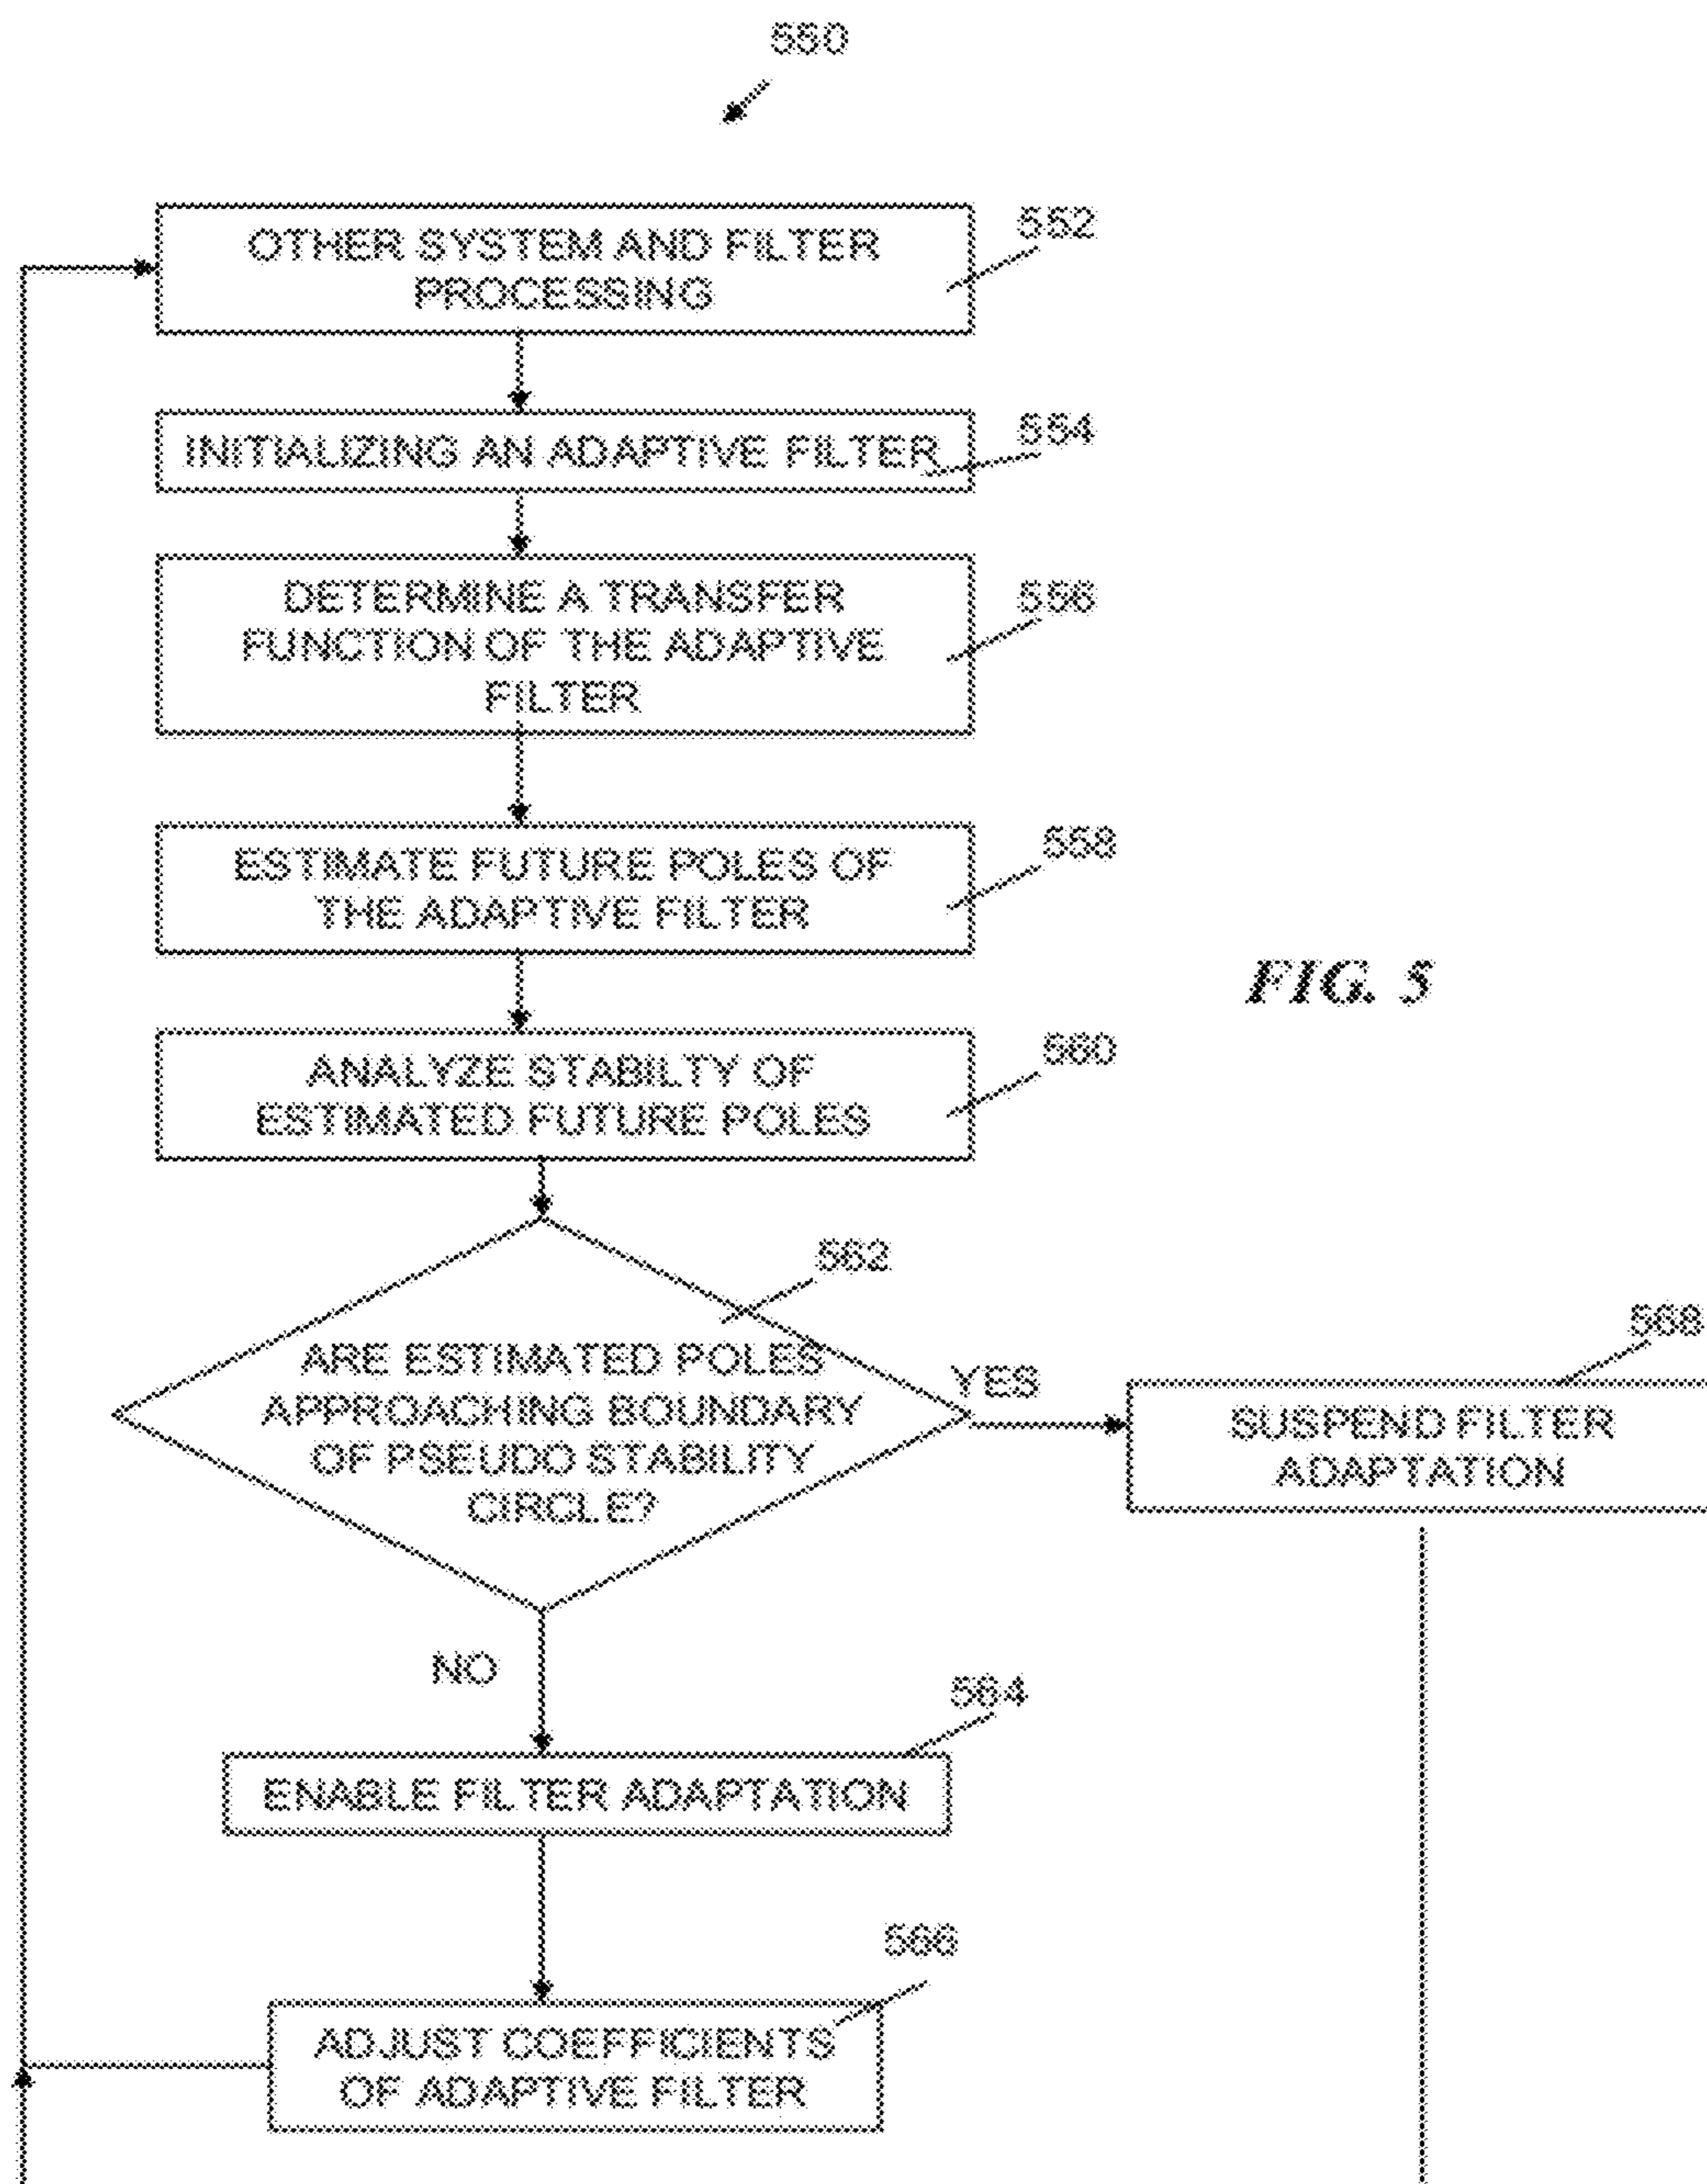 550
OTHER SYSTEM AND FILTER
PROCESSING
552
INITIALIZING AN ADAPTIVE FILTER
554
DETERMINE A TRANSFER
FUNCTION OF THE ADAPTIVE
FILTER
556
ESTIMATE FUTURE POLES OF
THE ADAPTIVE FILTER
558
FIG. 5
ANALYZE STABILTY OF
ESTIMATED FUTURE POLES
560
562
ARE ESTIMATED POLES
APPROACHING BOUNDARY
OF PSEUDO STABILITY
CIRCLE?
YES
568
SUSPEND FILTER
ADAPTATION
NO
564
ENABLE FILTER ADAPTATION
566
ADJUST COEFFICIENTS
OF ADAPTIVE FILTER